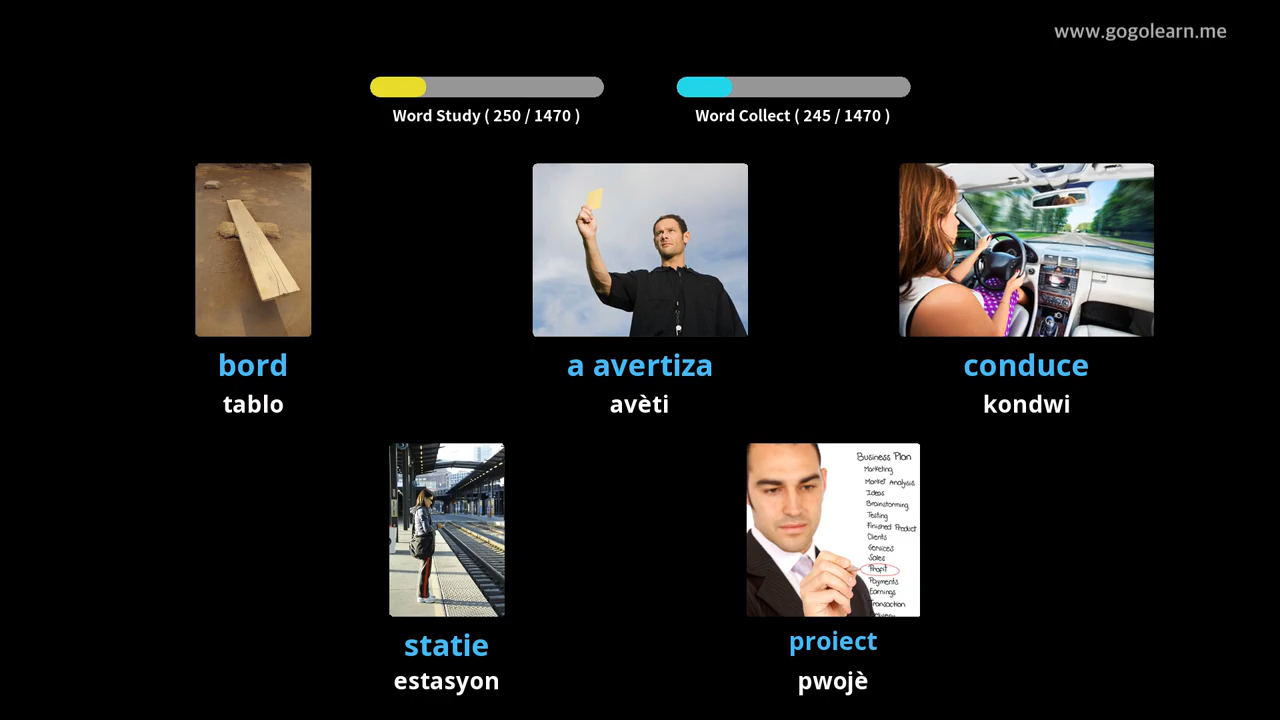 www.gogolearn.me
Word Study ( 250 / 1470 )
Word Collect ( 245 / 1470 )
bord
tablo
a avertiza
avèti
conduce
kondwi
Business Plan
Marketing
Market Analysis
Ideas
Brainstorming
Testing
Finished Product
Clients
Services
Sales
Profit
Payments
Earnings
Transaction
statie
estasyon
proiect
pwojè